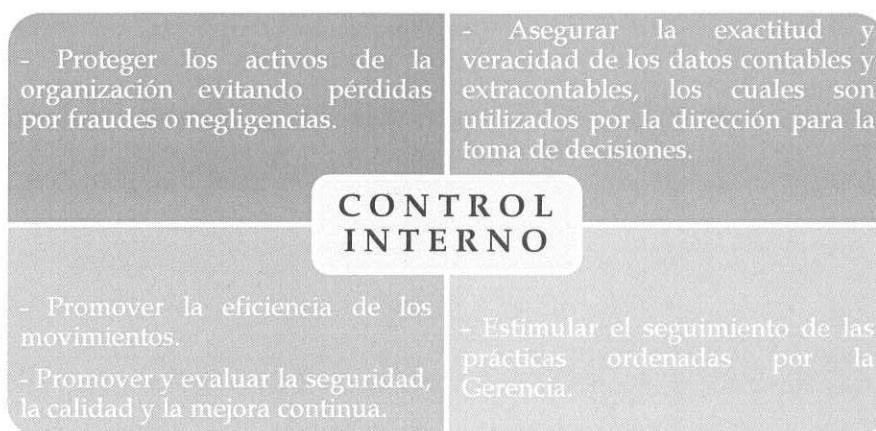 - Proteger los activos de la
organización evitando pérdidas
por fraudes o negligencias.
- Asegurar la exactitud y
veracidad de los datos contables y
extracontables, los cuales son
utilizados por la dirección para la
toma de decisiones.
CONTROL
INTERNO
- Promover la eficiencia de los
movimientos.
- Promover y evaluar la seguridad,
la calidad y la mejora continua.
- Estimular el seguimiento de las
prácticas ordenadas por la
Gerencia.